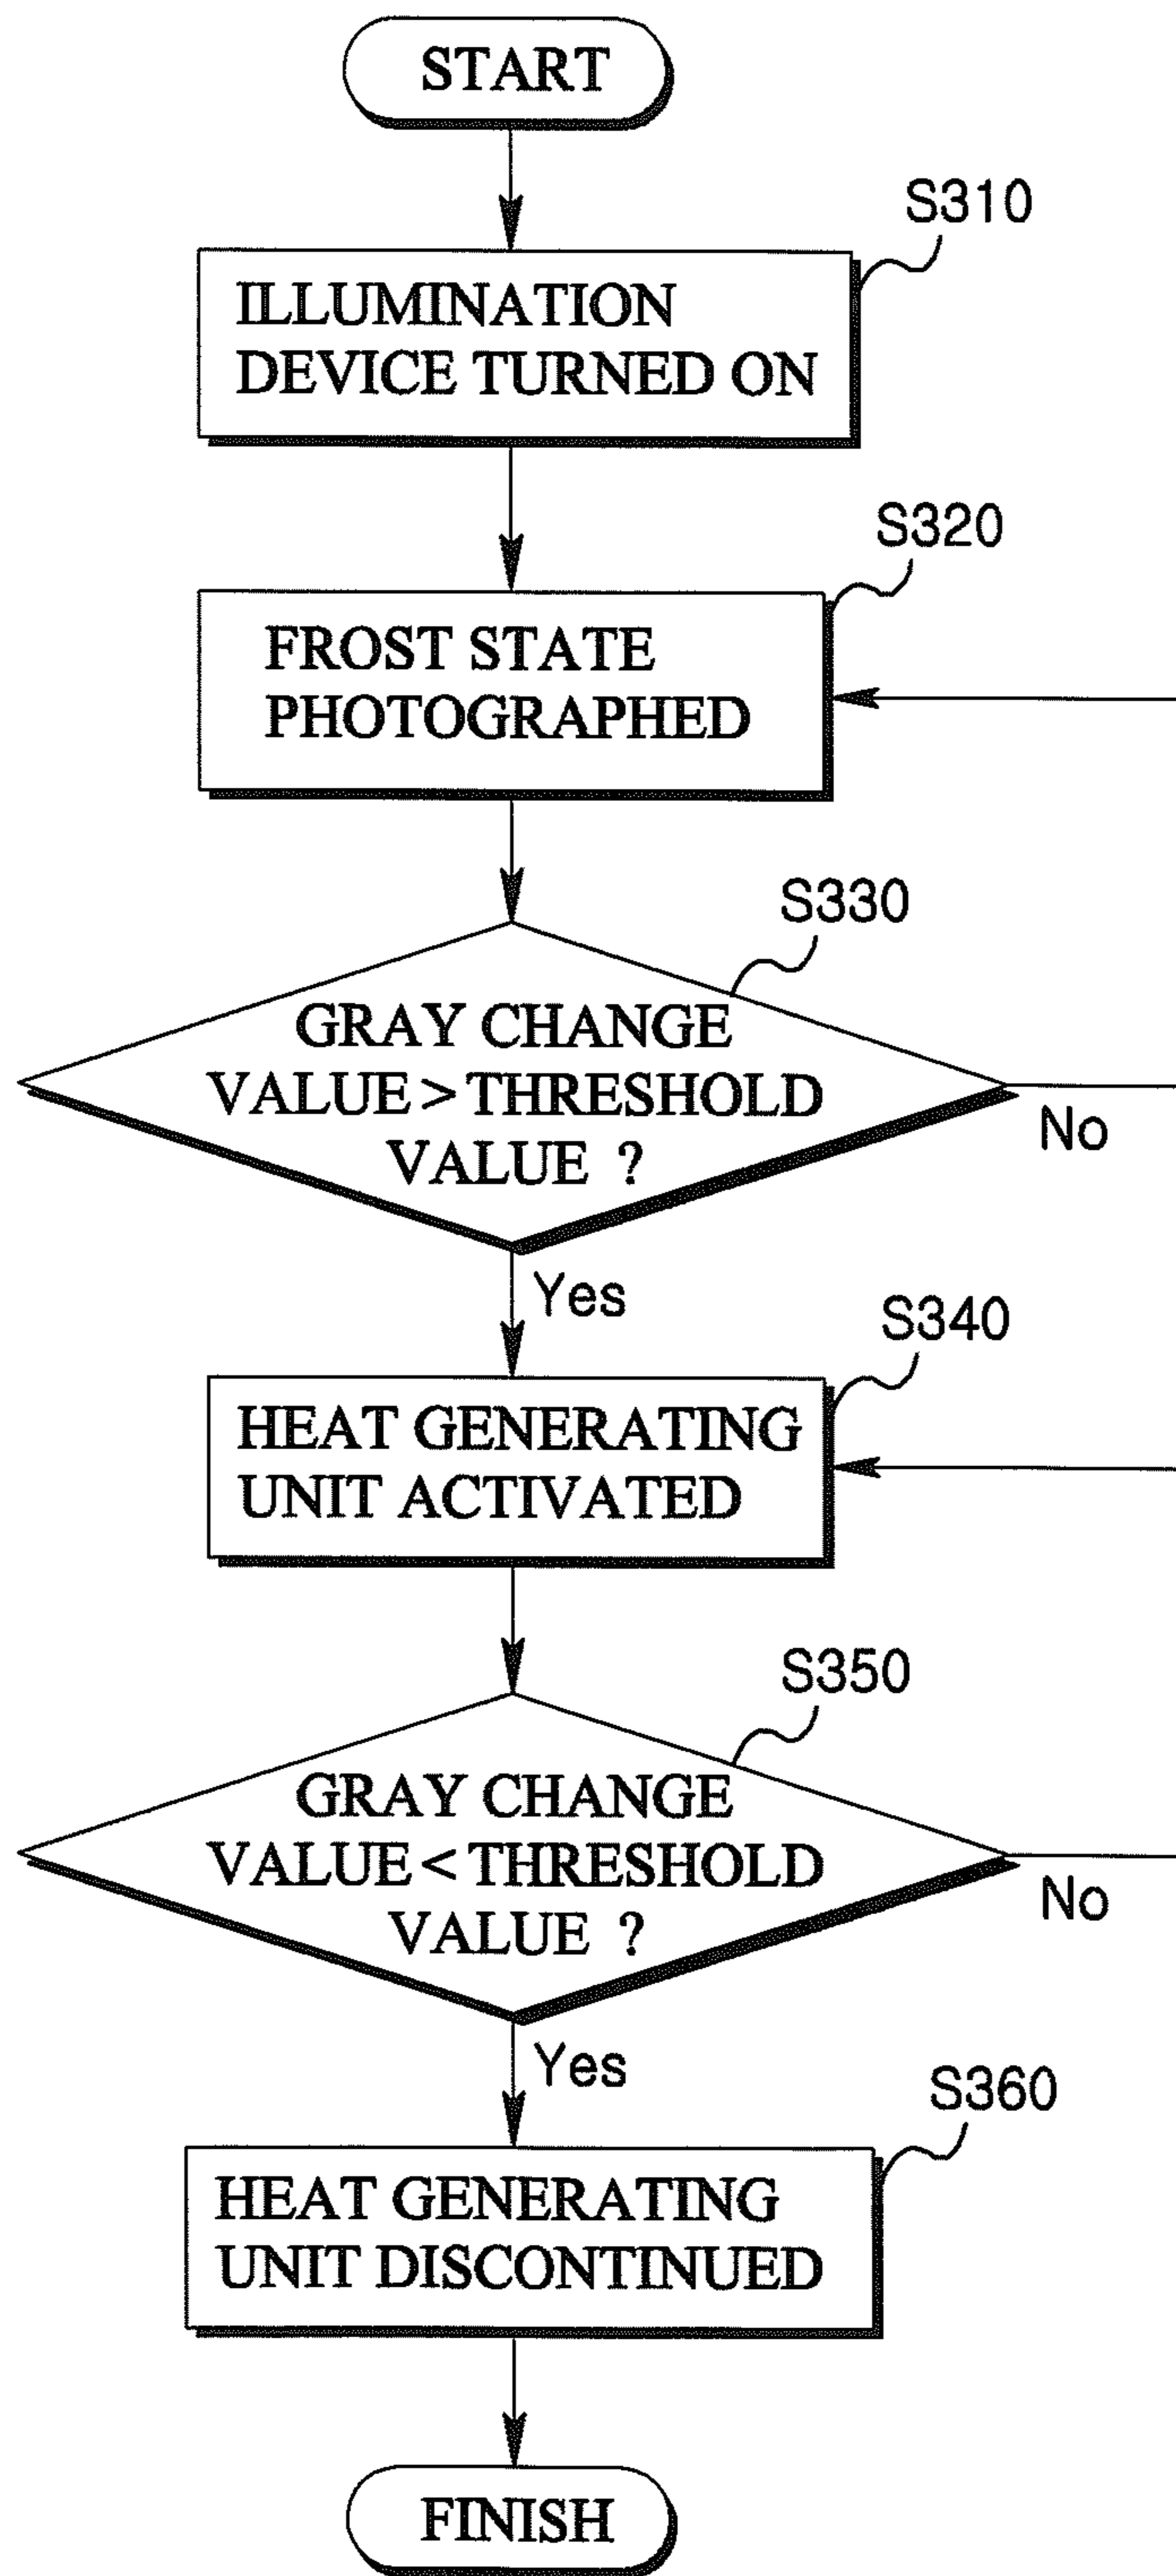 START
S310
ILLUMINATION
DEVICE TURNED ON
S320
FROST STATE
PHOTOGRAPHED
S330
GRAY CHANGE
VALUE > THRESHOLD
VALUE ?
No
Yes
S340
HEAT GENERATING
UNIT ACTIVATED
S350
GRAY CHANGE
VALUE < THRESHOLD
VALUE ?
No
Yes
S360
HEAT GENERATING
UNIT DISCONTINUED
FINISH